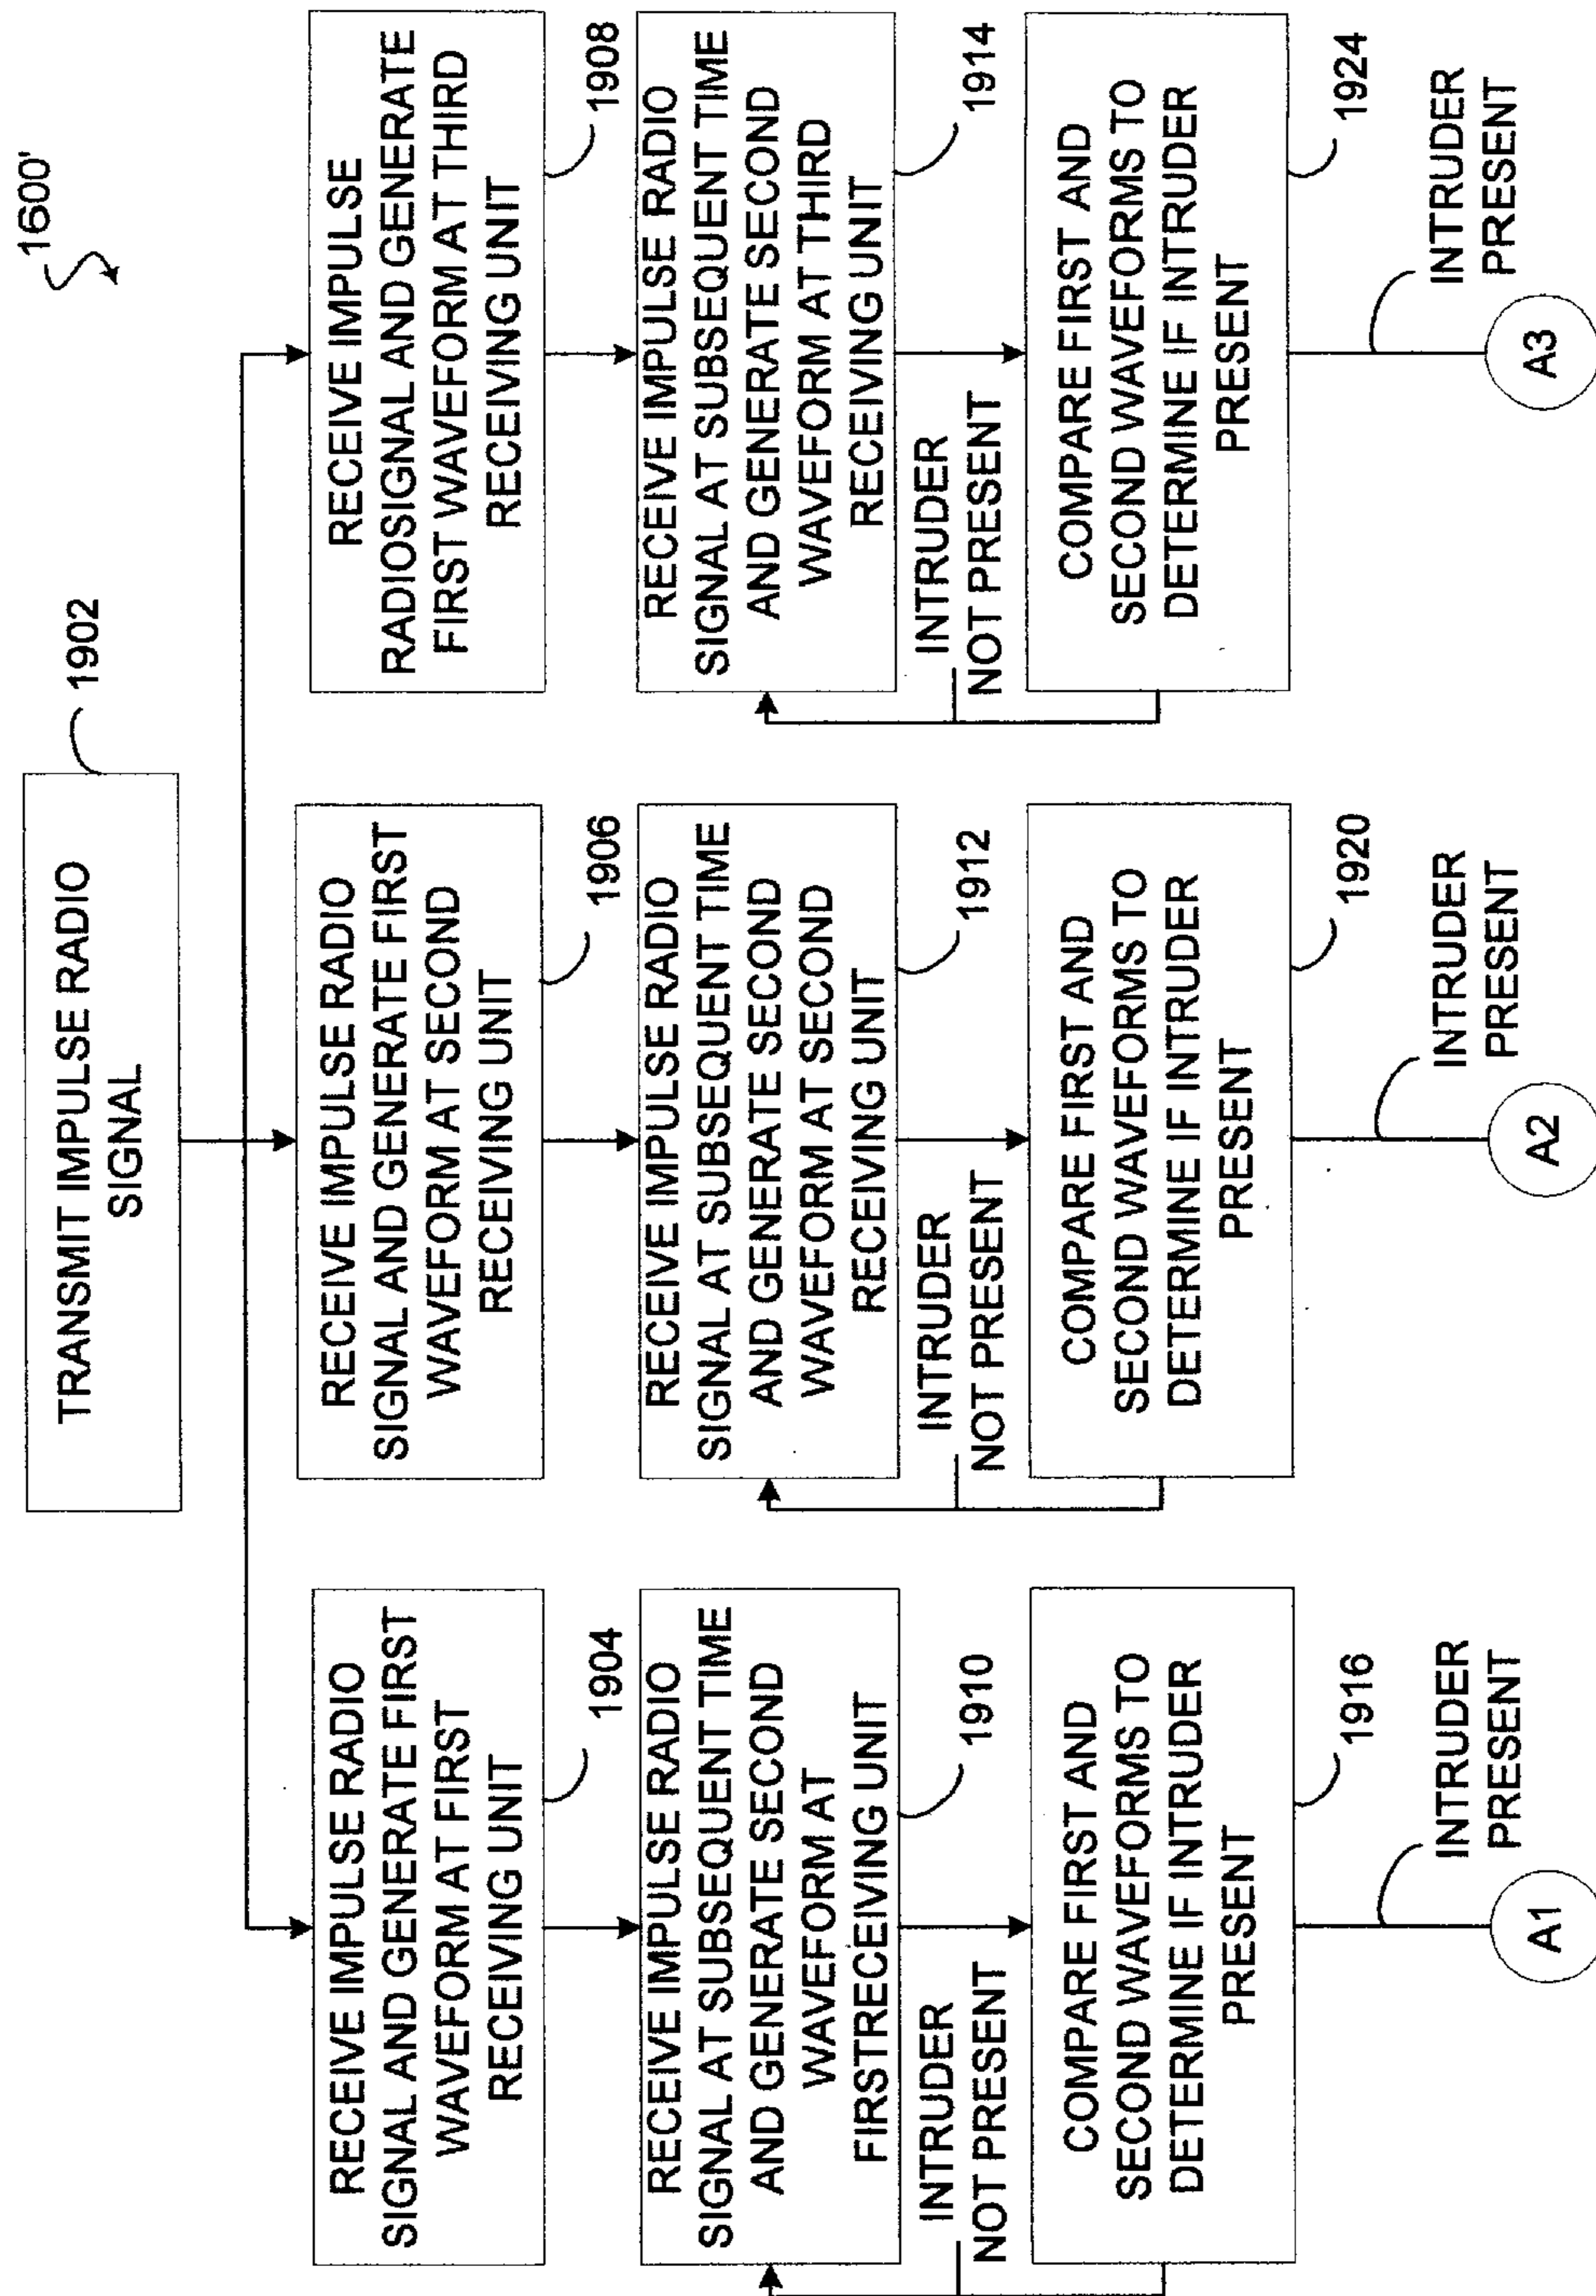 1600'
TRANSMIT IMPULSE RADIO
SIGNAL
1902
RECEIVE IMPULSE RADIO
SIGNAL AND GENERATE FIRST
WAVEFORM AT FIRST
RECEIVING UNIT
1904
RECEIVE IMPULSE RADIO
SIGNAL AND GENERATE FIRST
WAVEFORM AT SECOND
RECEIVING UNIT
1906
RECEIVE IMPULSE
RADIOSIGNAL AND GENERATE
FIRST WAVEFORM AT THIRD
RECEIVING UNIT
1908
RECEIVE IMPULSE RADIO
SIGNAL AT SUBSEQUENT TIME
AND GENERATE SECOND
WAVEFORM AT
FIRSTRECEIVING UNIT
1910
RECEIVE IMPULSE RADIO
SIGNAL AT SUBSEQUENT TIME
AND GENERATE SECOND
WAVEFORM AT SECOND
RECEIVING UNIT
1912
RECEIVE IMPULSE RADIO
SIGNAL AT SUBSEQUENT TIME
AND GENERATE SECOND
WAVEFORM AT THIRD
RECEIVING UNIT
1914
INTRUDER
NOT PRESENT
INTRUDER
NOT PRESENT
INTRUDER
NOT PRESENT
COMPARE FIRST AND
SECOND WAVEFORMS TO
DETERMINE IF INTRUDER
PRESENT
1916
COMPARE FIRST AND
SECOND WAVEFORMS TO
DETERMINE IF INTRUDER
PRESENT
1920
COMPARE FIRST AND
SECOND WAVEFORMS TO
DETERMINE IF INTRUDER
PRESENT
1924
INTRUDER
PRESENT
INTRUDER
PRESENT
INTRUDER
PRESENT
A1
A2
A3